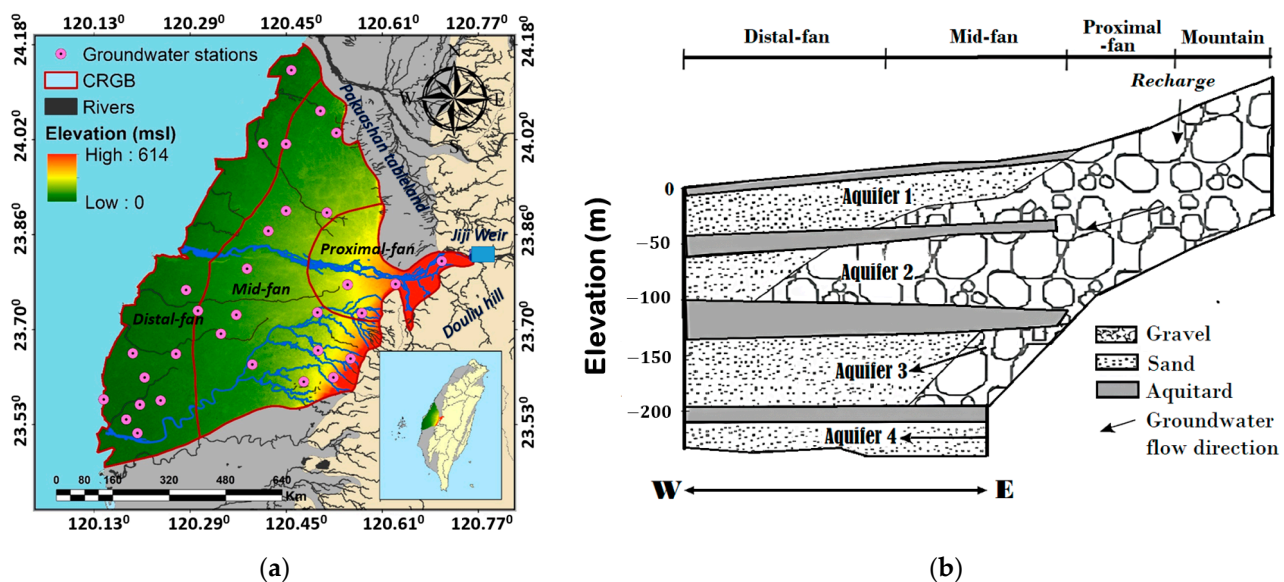 120.13⁰ 120.29⁰ 120.45⁰ 120.61⁰ 120.77⁰
24.18⁰
24.02⁰
23.86⁰
23.70⁰
23.53⁰
Groundwater stations
CRGB
Rivers
Elevation (msl)
High : 614
Low : 0
N
W
E
S
Pakuashan tableland
Proximal-fan
Jiji Weir
Mid-fan
Distal-fan
Douliu hill
0 80 160 320 480 640
Km
24.18⁰
24.02⁰
23.86⁰
23.70⁰
23.53⁰
120.13⁰ 120.29⁰ 120.45⁰ 120.61⁰ 120.77⁰
(a)
Distal-fan
Mid-fan
Proximal
-fan
Mountain
Recharge
Elevation (m)
0
−50
−100
−150
−200
Aquifer 1
Aquifer 2
Aquifer 3
Aquifer 4
Gravel
Sand
Aquitard
Groundwater
flow direction
W
E
(b)